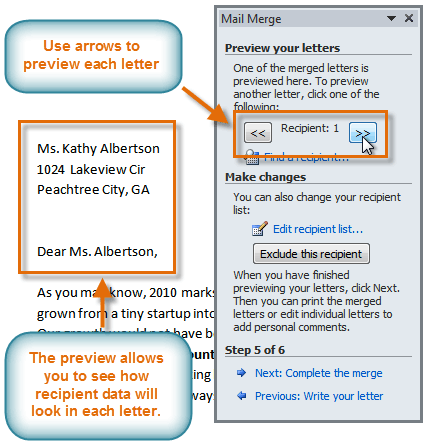 Use arrows to
preview each letter
Ms. Kathy Albertson
1024 Lakeview Cir
Peachtree City, GA
Dear Ms. Albertson,
As you may know, 2010 marks
grown from a tiny startup into
The preview allows
you to see how
recipient data will
look in each letter.
Mail Merge
Preview your letters
One of the merged letters is
previewed here. To preview
another letter, click one of the
following:
<< Recipient: 1 >>
Find a recipient...
Make changes
You can also change your recipient
list:
Edit recipient list...
Exclude this recipient
When you have finished
previewing your letters, click Next.
Then you can print the merged
letters or edit individual letters to
add personal comments.
Step 5 of 6
Next: Complete the merge
Previous: Write your letter